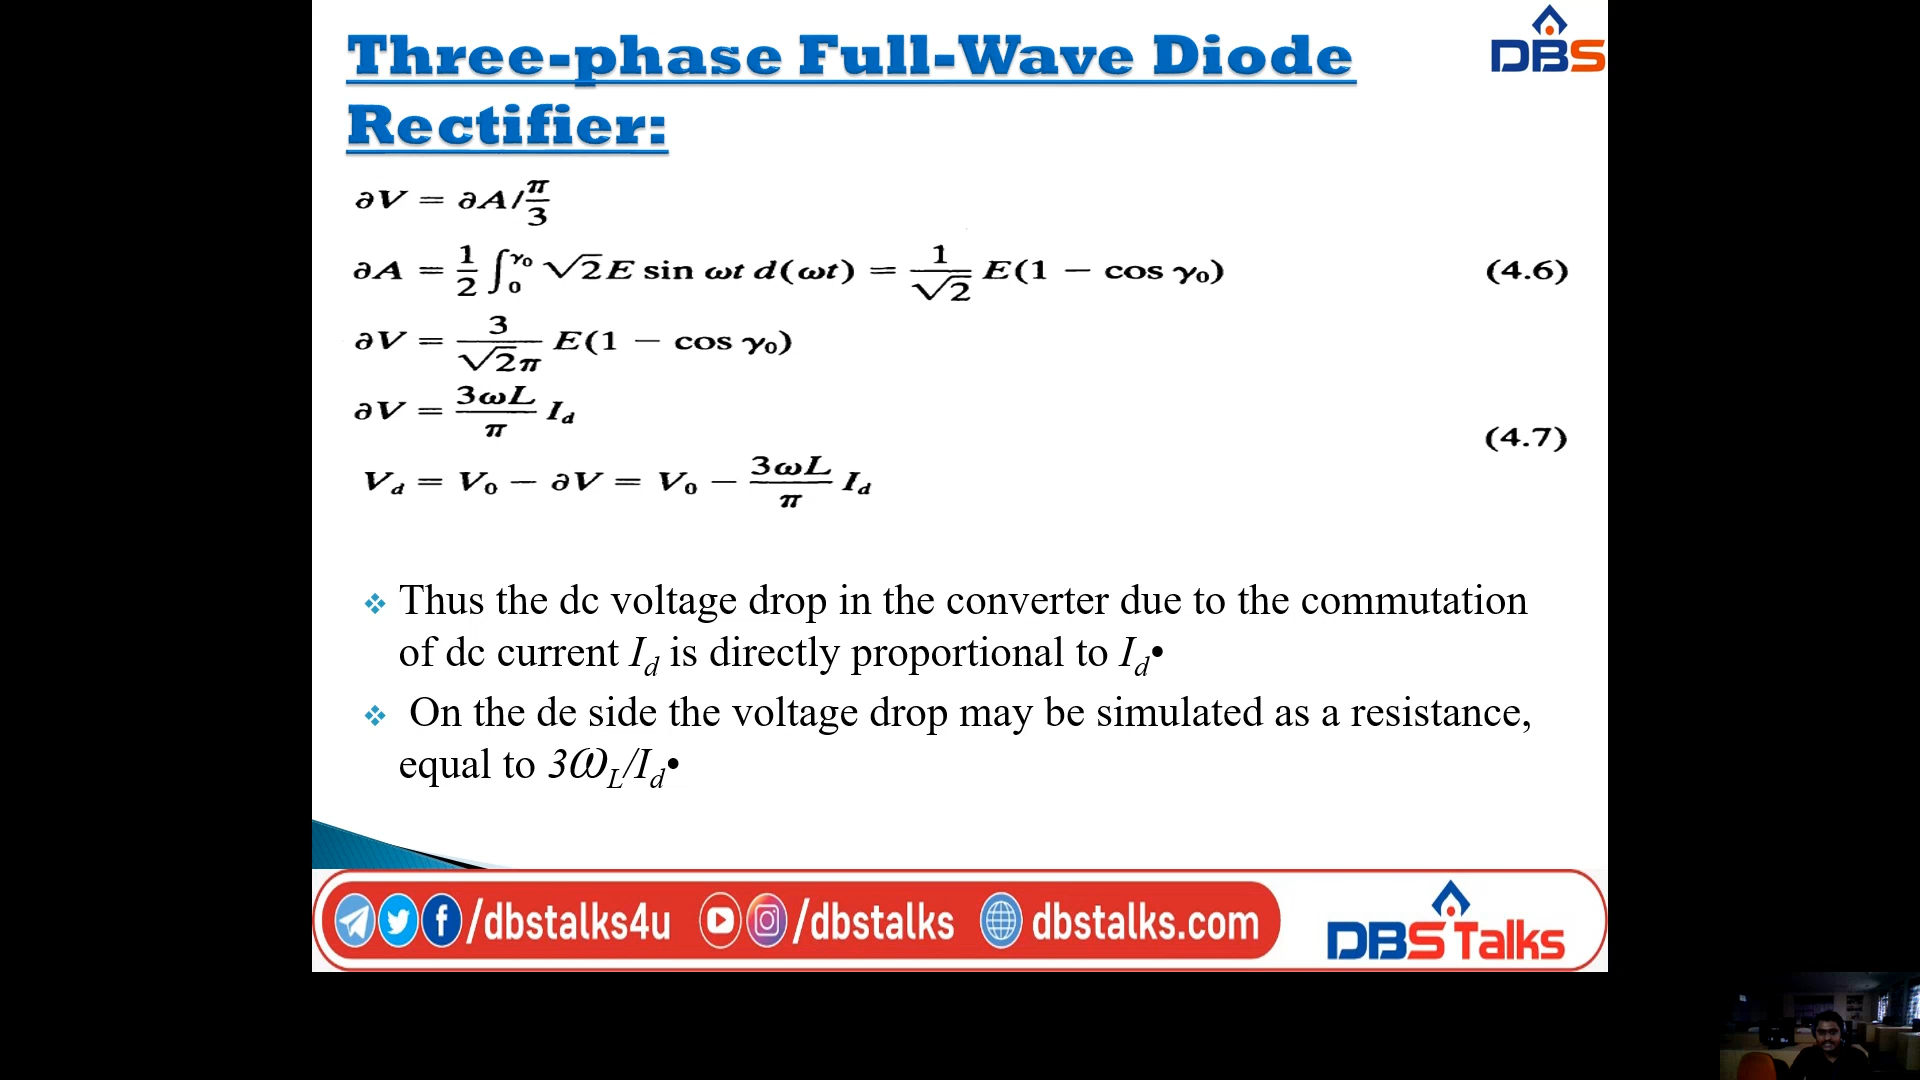 Three-phase Full-Wave Diode
Rectifier:
DBS
∂V = ∂A/π/3
∂A = 1/2 ∫₀^γ₀ √2E sin ωt d(ωt) = 1/√2 E(1 − cos γ₀) (4.6)
∂V = 3/√2π E(1 − cos γ₀)
∂V = 3ωL/π I_d
(4.7)
V_d = V₀ − ∂V = V₀ − 3ωL/π I_d
❖ Thus the dc voltage drop in the converter due to the commutation
of dc current I_d is directly proportional to I_d•
❖ On the de side the voltage drop may be simulated as a resistance,
equal to 3ω_L/I_d•
/dbstalks4u /dbstalks dbstalks.com DBS Talks